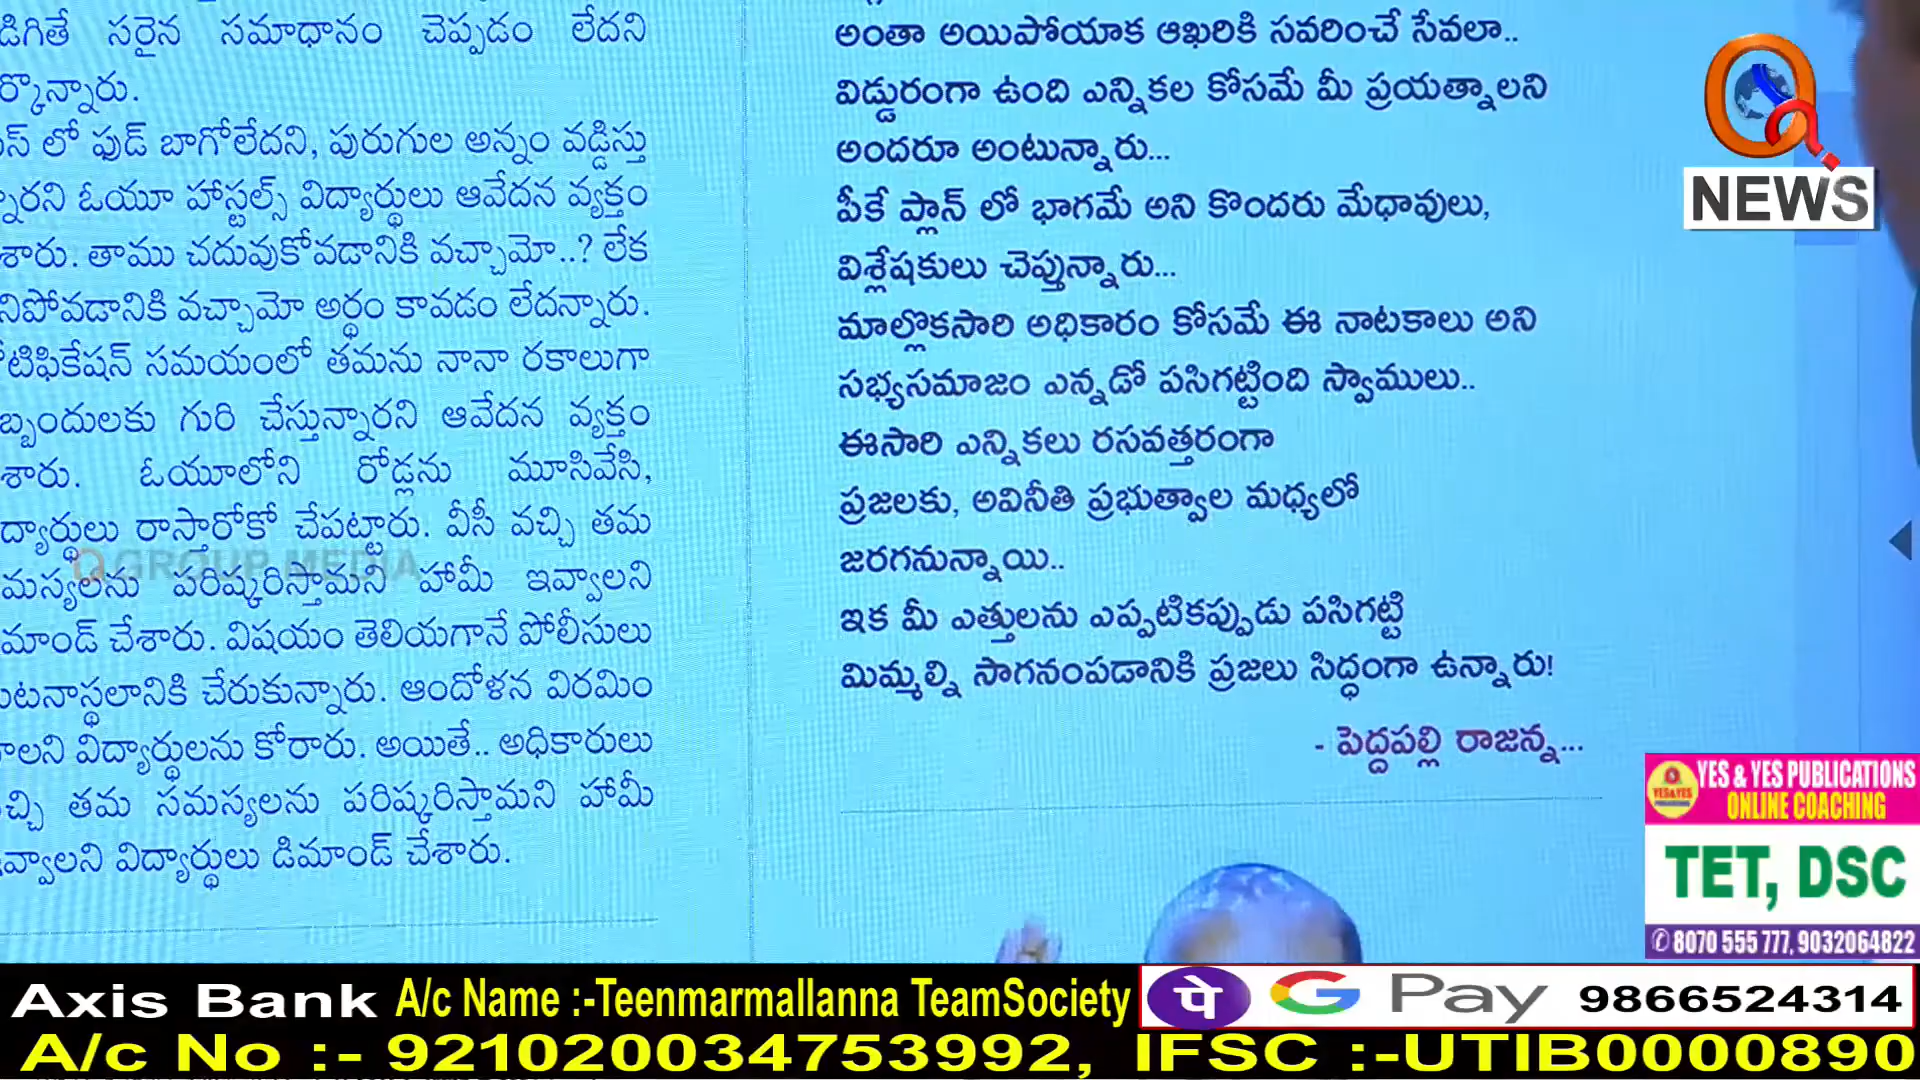 డిగితే సరైన సమాధానం చెప్పడం లేదని
ర్కొన్నారు.
స్ లో ఫుడ్ బాగోలేదని, పురుగుల అన్నం వడ్డిస్తు
న్నారని ఓయూ హాస్టల్స్ విద్యార్థులు ఆవేదన వ్యక్తం
శారు. తాము చదువుకోవడానికి వచ్చామో..? లేక
నిపోవడానికి వచ్చామో అర్థం కావడం లేదన్నారు.
టిఫికేషన్ సమయంలో తమను నానా రకాలుగా
బ్బందులకు గురి చేస్తున్నారని ఆవేదన వ్యక్తం
శారు. ఓయూలోని రోడ్లను మూసివేసి,
ద్యార్థులు రాస్తారోకో చేపట్టారు. వీసీ వచ్చి తమ
మస్యలను పరిష్కరిస్తామని హామీ ఇవ్వాలని
మాండ్ చేశారు. విషయం తెలియగానే పోలీసులు
టనాస్థలానికి చేరుకున్నారు. ఆందోళన విరమిం
లని విద్యార్థులను కోరారు. అయితే.. అధికారులు
చ్చి తమ సమస్యలను పరిష్కరిస్తామని హామీ
వ్వాలని విద్యార్థులు డిమాండ్ చేశారు.
అంతా అయిపోయాక ఆఖరికి సవరించే సేవలా..
విడ్డురంగా ఉంది ఎన్నికల కోసమే మీ ప్రయత్నాలని
అందరూ అంటున్నారు...
పీకే ప్లాన్ లో భాగమే అని కొందరు మేధావులు,
విశ్లేషకులు చెప్తున్నారు...
మాల్లొకసారి అధికారం కోసమే ఈ నాటకాలు అని
సభ్యసమాజం ఎన్నడో పసిగట్టింది స్వాములు..
ఈసారి ఎన్నికలు రసవత్తరంగా
ప్రజలకు, అవినీతి ప్రభుత్వాల మధ్యలో
జరగనున్నాయి..
ఇక మీ ఎత్తులను ఎప్పటికప్పుడు పసిగట్టి
మిమ్మల్ని సాగనంపడానికి ప్రజలు సిద్ధంగా ఉన్నారు!
- పెద్దపల్లి రాజన్న...
Q GROUP MEDIA
Q
NEWS
YES & YES PUBLICATIONS
ONLINE COACHING
TET, DSC
8070 555 777, 9032064822
Axis Bank A/c Name :-Teenmarmallanna TeamSociety
పే G Pay 9866524314
A/c No :- 921020034753992, IFSC :-UTIB0000890